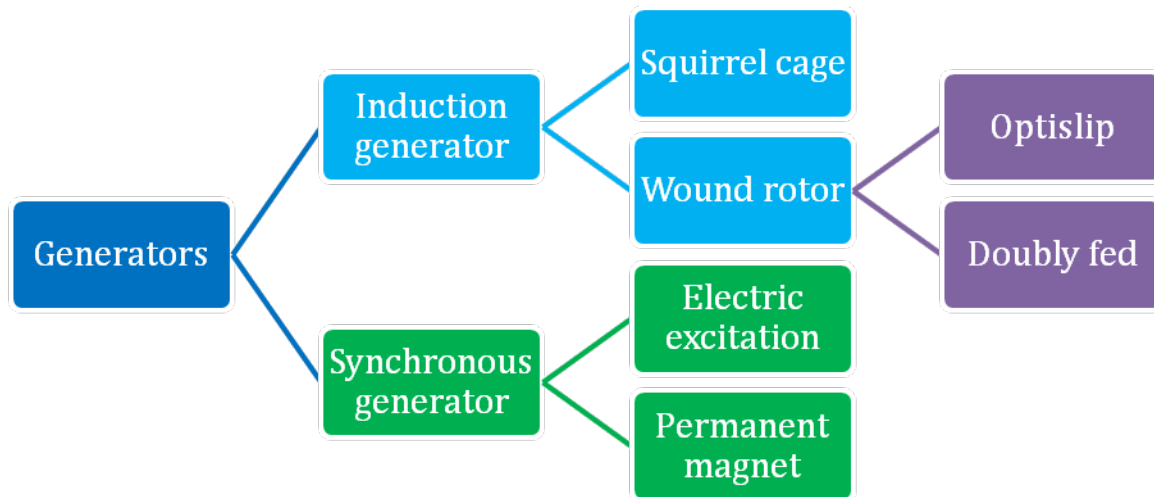 Generators
Induction
generator
Squirrel cage
Wound rotor
Optislip
Doubly fed
Synchronous
generator
Electric
excitation
Permanent
magnet